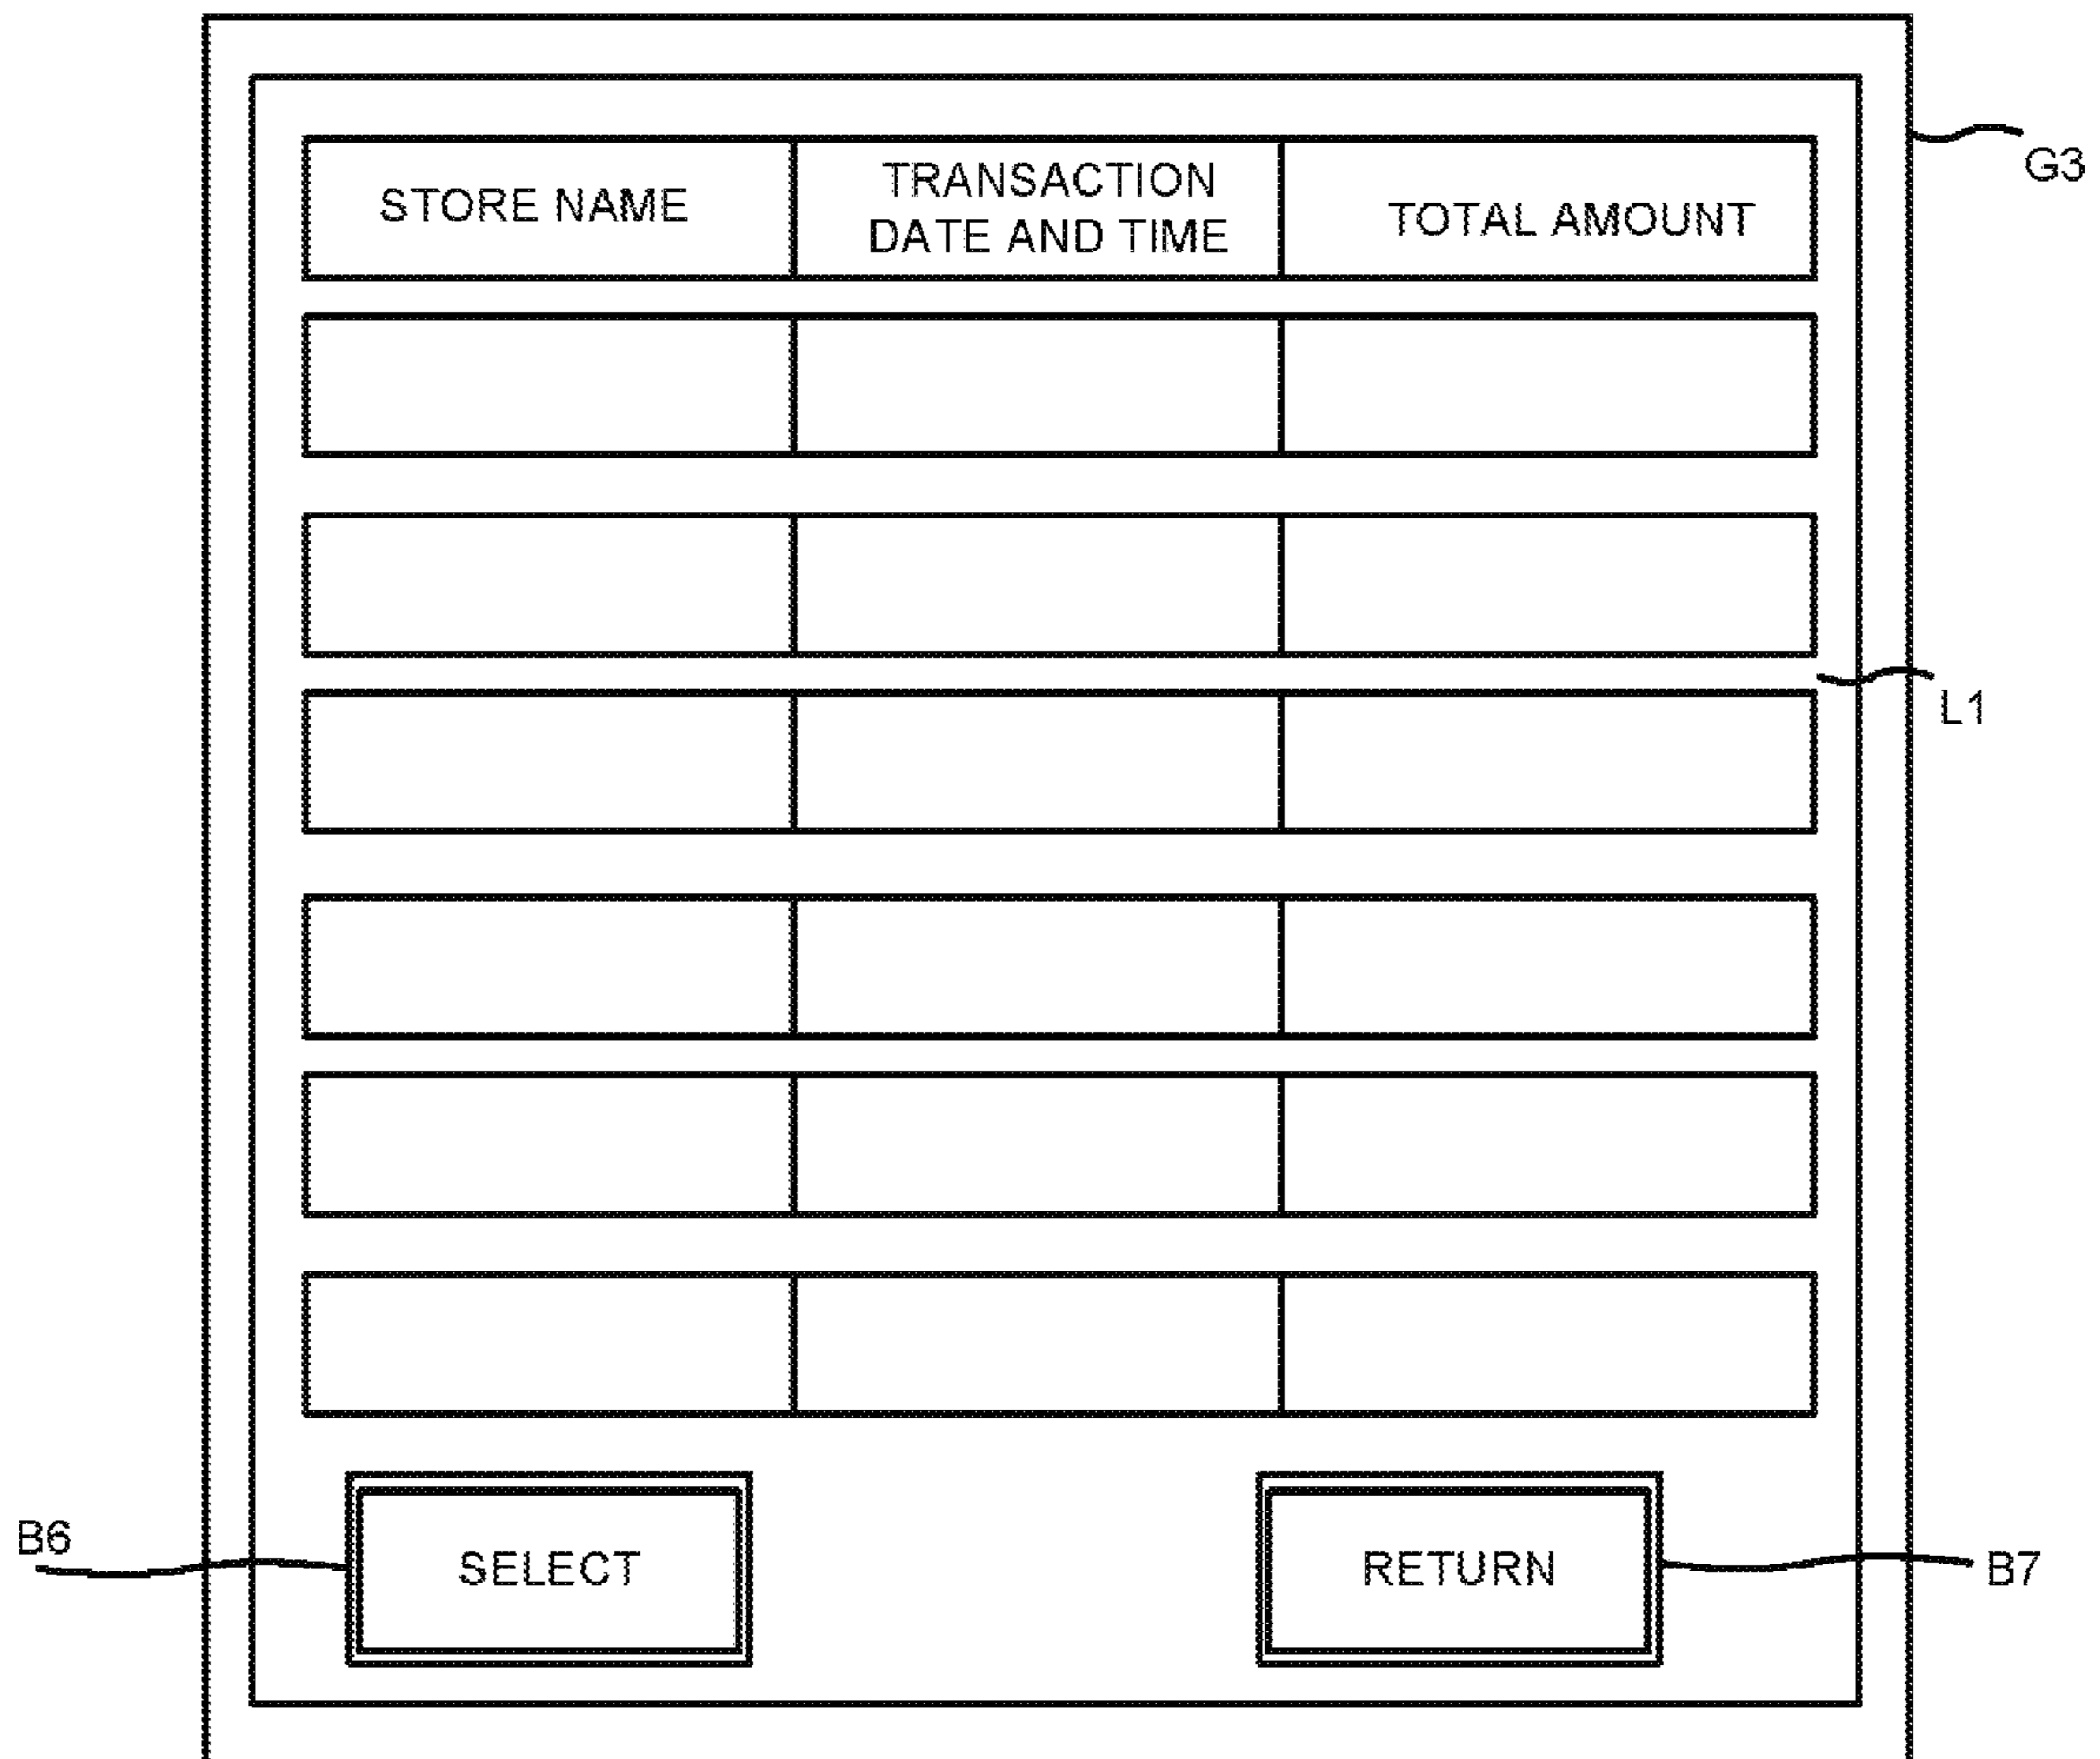 G3
STORE NAME
TRANSACTION
DATE AND TIME
TOTAL AMOUNT
L1
B6
SELECT
RETURN
B7